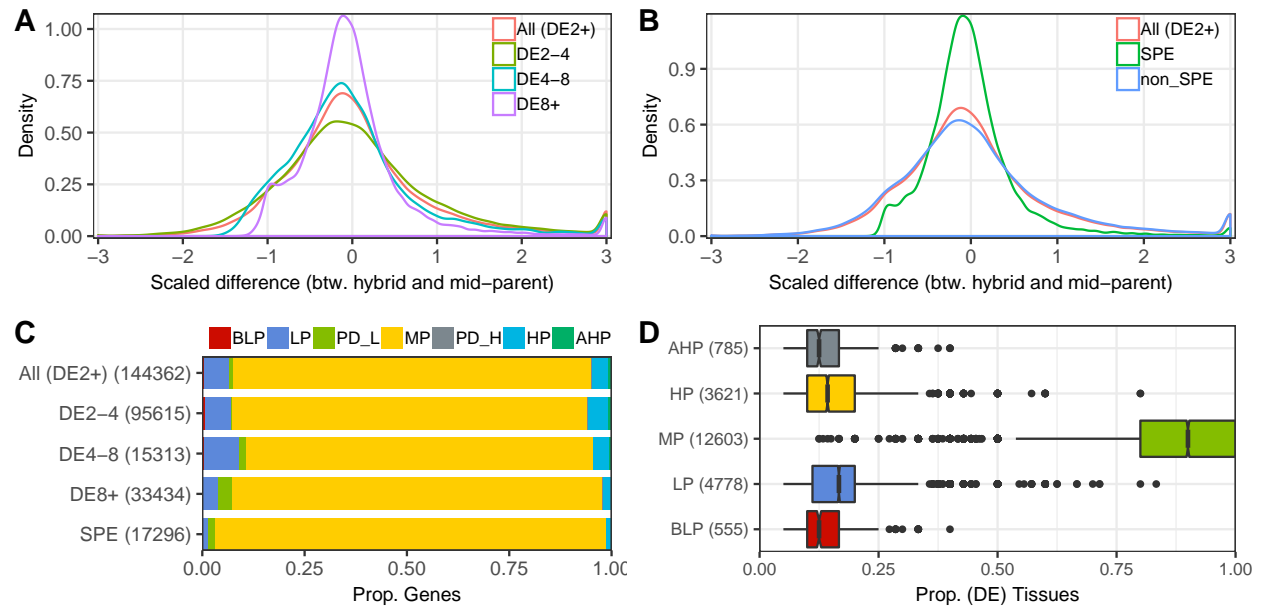 A
1.00
0.75
0.50
0.25
0.00
Density
−3 −2 −1 0 1 2 3
Scaled difference (btw. hybrid and mid−parent)
All (DE2+)
DE2−4
DE4−8
DE8+
B
0.9
0.6
0.3
0.0
Density
−3 −2 −1 0 1 2 3
Scaled difference (btw. hybrid and mid−parent)
All (DE2+)
SPE
non_SPE
C
BLP LP PD_L MP PD_H HP AHP
All (DE2+) (144362)
DE2−4 (95615)
DE4−8 (15313)
DE8+ (33434)
SPE (17296)
0.00 0.25 0.50 0.75 1.00
Prop. Genes
D
AHP (785)
HP (3621)
MP (12603)
LP (4778)
BLP (555)
0.00 0.25 0.50 0.75 1.00
Prop. (DE) Tissues